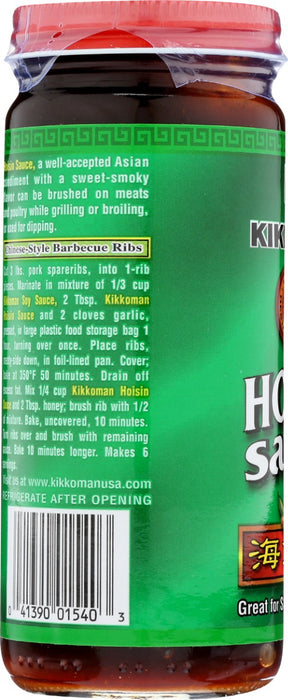 Hoisin Sauce, a well-accepted Asian
condiment with a sweet-smoky
flavor can be brushed on meats
and poultry while grilling or broiling,
or used for dipping.
Chinese-Style Barbecue Ribs
Cut 3 lbs. pork spareribs, into 1-rib
pieces. Marinate in mixture of 1/3 cup
Kikkoman Soy Sauce, 2 Tbsp. Kikkoman
Hoisin Sauce and 2 cloves garlic,
pressed, in large plastic food storage bag 1
hour, turning over once. Place ribs,
meaty-side down, in foil-lined pan. Cover;
bake at 350°F 50 minutes. Drain off
excess fat. Mix 1/4 cup Kikkoman Hoisin
Sauce and 2 Tbsp. honey; brush rib with 1/2
of mixture. Bake, uncovered, 10 minutes.
Turn ribs over and brush with remaining
sauce. Bake 10 minutes longer. Makes 6
servings.
Visit us at www.kikkomanusa.com
REFRIGERATE AFTER OPENING
0 41390 01540 3
KIK
HO
sa
海
Great for S